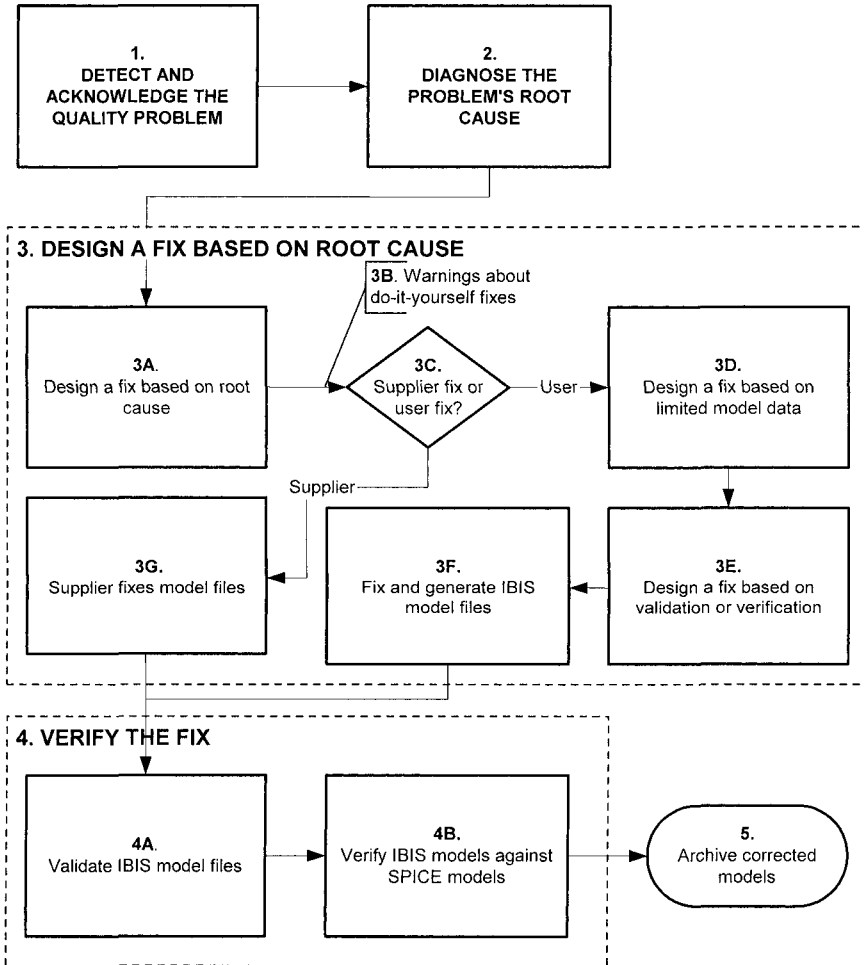 1.
DETECT AND
ACKNOWLEDGE THE
QUALITY PROBLEM
2.
DIAGNOSE THE
PROBLEM'S ROOT
CAUSE
3. DESIGN A FIX BASED ON ROOT CAUSE
3B. Warnings about
do-it-yourself fixes
3A.
Design a fix based on root
cause
3C.
Supplier fix or
user fix?
User
3D.
Design a fix based on
limited model data
Supplier
3G.
Supplier fixes model files
3F.
Fix and generate IBIS
model files
3E.
Design a fix based on
validation or verification
4. VERIFY THE FIX
4A.
Validate IBIS model files
4B.
Verify IBIS models against
SPICE models
5.
Archive corrected
models